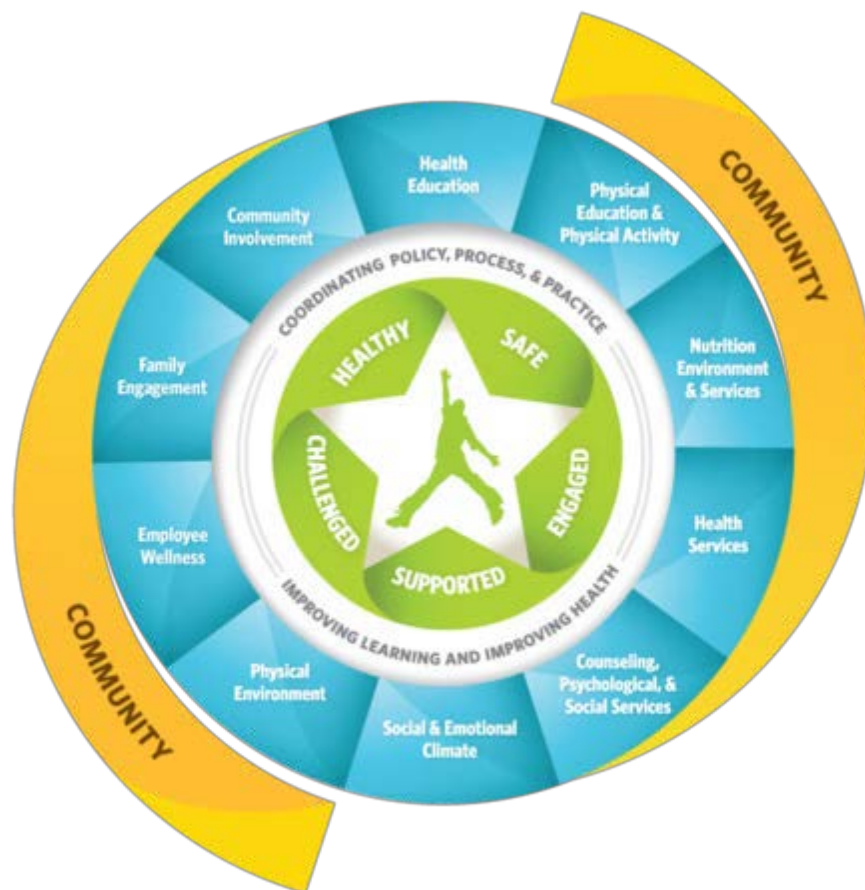 COMMUNITY
Health
Education
Physical
Education &
Physical Activity
Nutrition
Environment
& Services
Health
Services
Counseling,
Psychological, &
Social Services
Social & Emotional
Climate
Physical
Environment
Employee
Wellness
Family
Engagement
Community
Involvement
COORDINATING POLICY, PROCESS, & PRACTICE
IMPROVING LEARNING AND IMPROVING HEALTH
HEALTHY
SAFE
ENGAGED
SUPPORTED
CHALLENGED
COMMUNITY